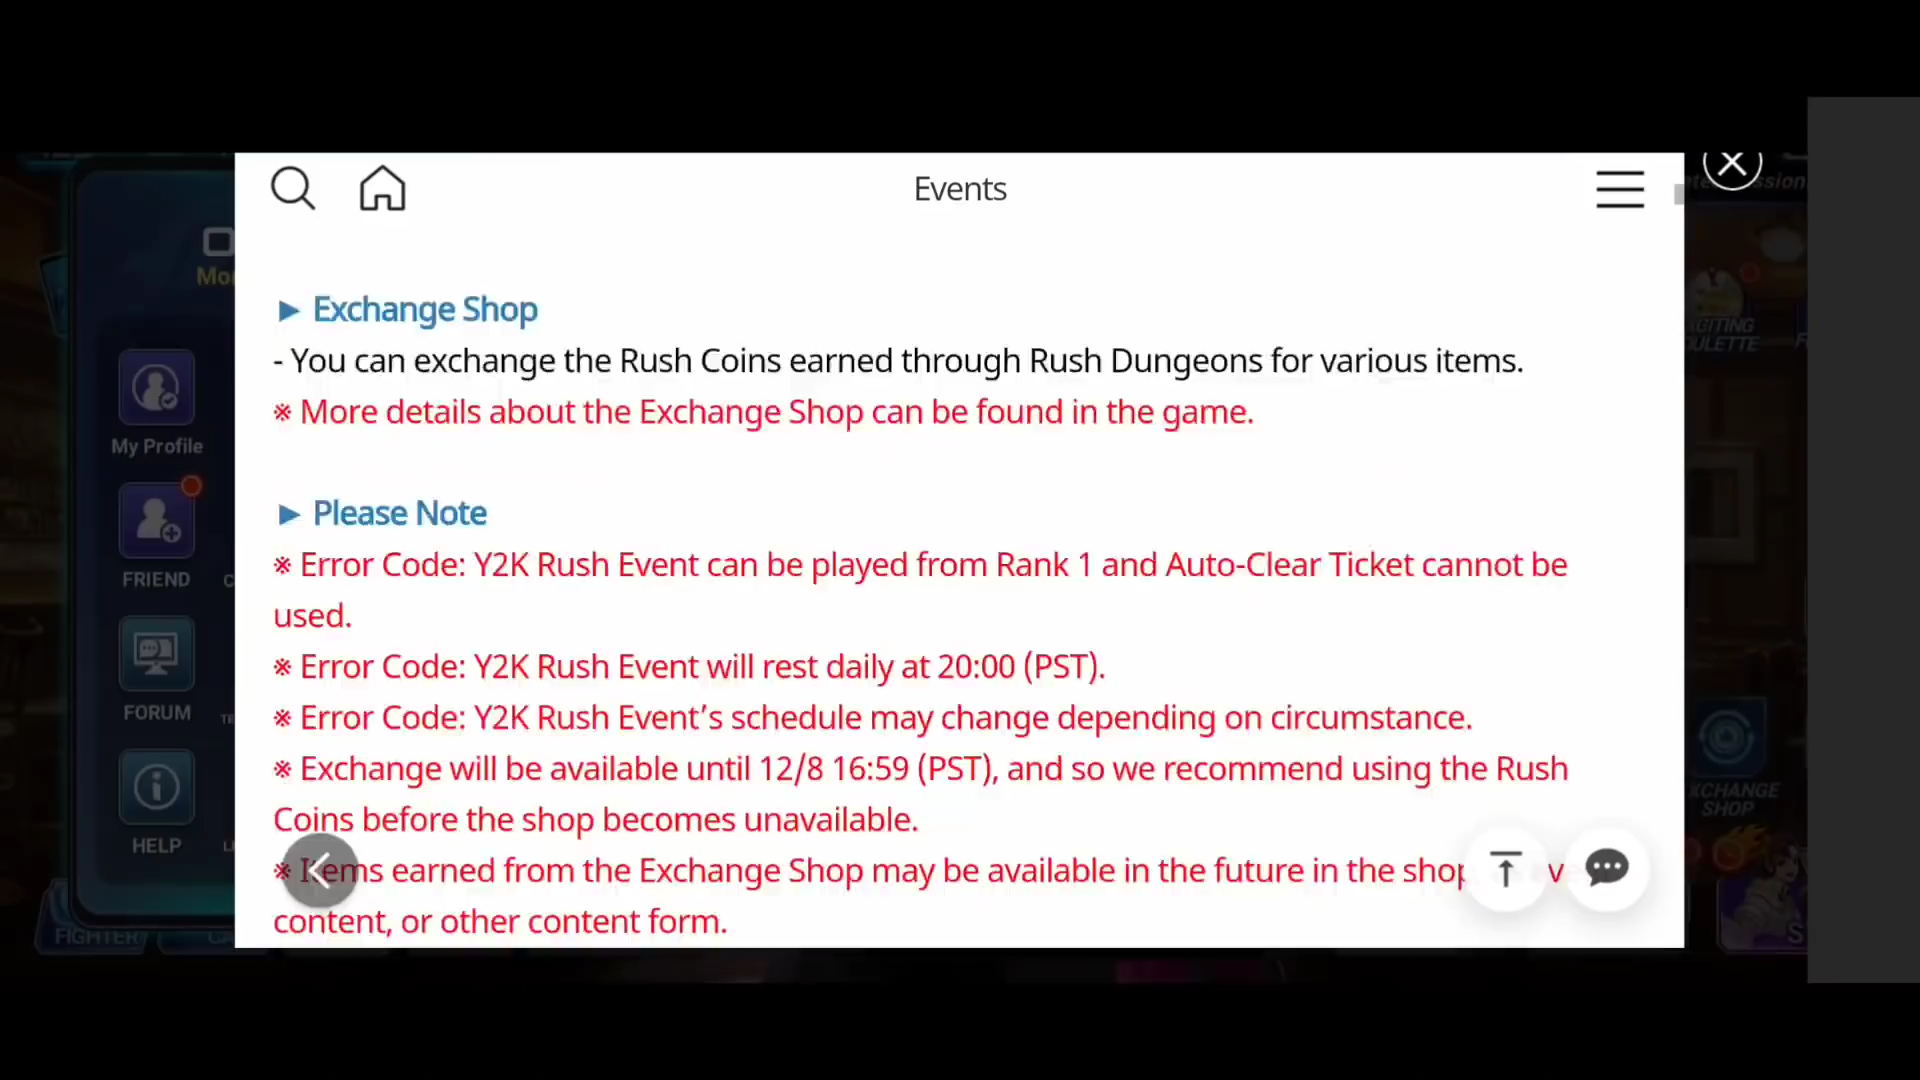 Events
► Exchange Shop
- You can exchange the Rush Coins earned through Rush Dungeons for various items.
※ More details about the Exchange Shop can be found in the game.
► Please Note
※ Error Code: Y2K Rush Event can be played from Rank 1 and Auto-Clear Ticket cannot be
used.
※ Error Code: Y2K Rush Event will rest daily at 20:00 (PST).
※ Error Code: Y2K Rush Event’s schedule may change depending on circumstance.
※ Exchange will be available until 12/8 16:59 (PST), and so we recommend using the Rush
Coins before the shop becomes unavailable.
※ Items earned from the Exchange Shop may be available in the future in the shop
content, or other content form.
My Profile
FRIEND
FORUM
HELP
FIGHTER
SHOP